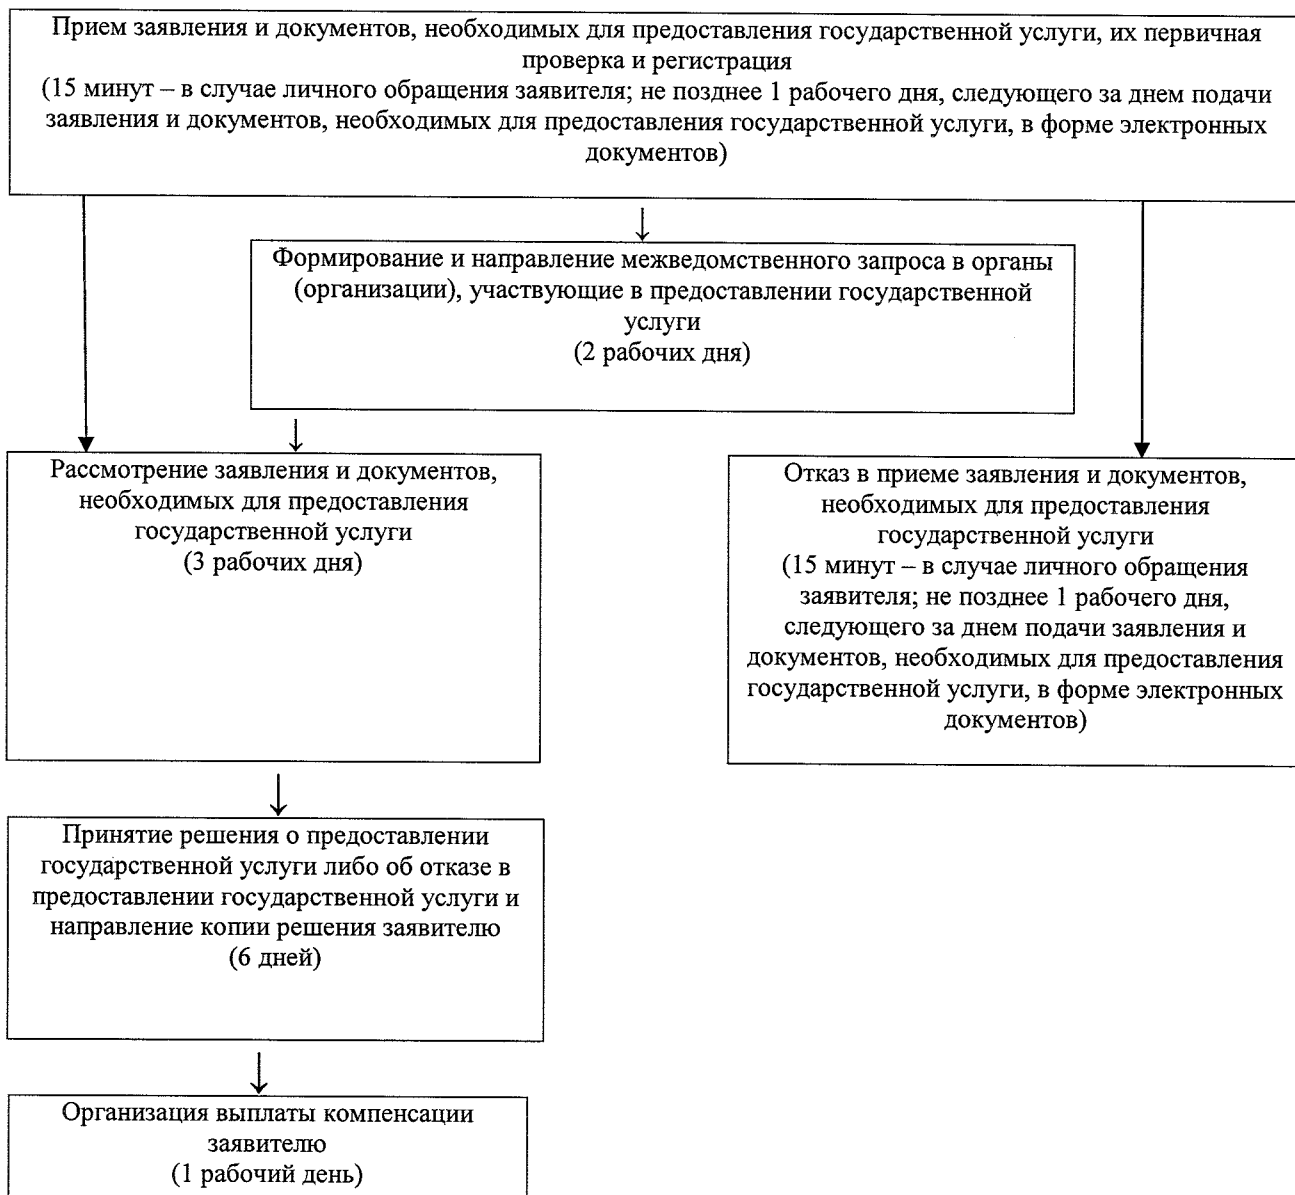 Прием заявления и документов, необходимых для предоставления государственной услуги, их первичная
проверка и регистрация
(15 минут – в случае личного обращения заявителя; не позднее 1 рабочего дня, следующего за днем подачи
заявления и документов, необходимых для предоставления государственной услуги, в форме электронных
документов)
Формирование и направление межведомственного запроса в органы
(организации), участвующие в предоставлении государственной
услуги
(2 рабочих дня)
Рассмотрение заявления и документов,
необходимых для предоставления
государственной услуги
(3 рабочих дня)
Отказ в приеме заявления и документов,
необходимых для предоставления
государственной услуги
(15 минут – в случае личного обращения
заявителя; не позднее 1 рабочего дня,
следующего за днем подачи заявления и
документов, необходимых для предоставления
государственной услуги, в форме электронных
документов)
Принятие решения о предоставлении
государственной услуги либо об отказе в
предоставлении государственной услуги и
направление копии решения заявителю
(6 дней)
Организация выплаты компенсации
заявителю
(1 рабочий день)